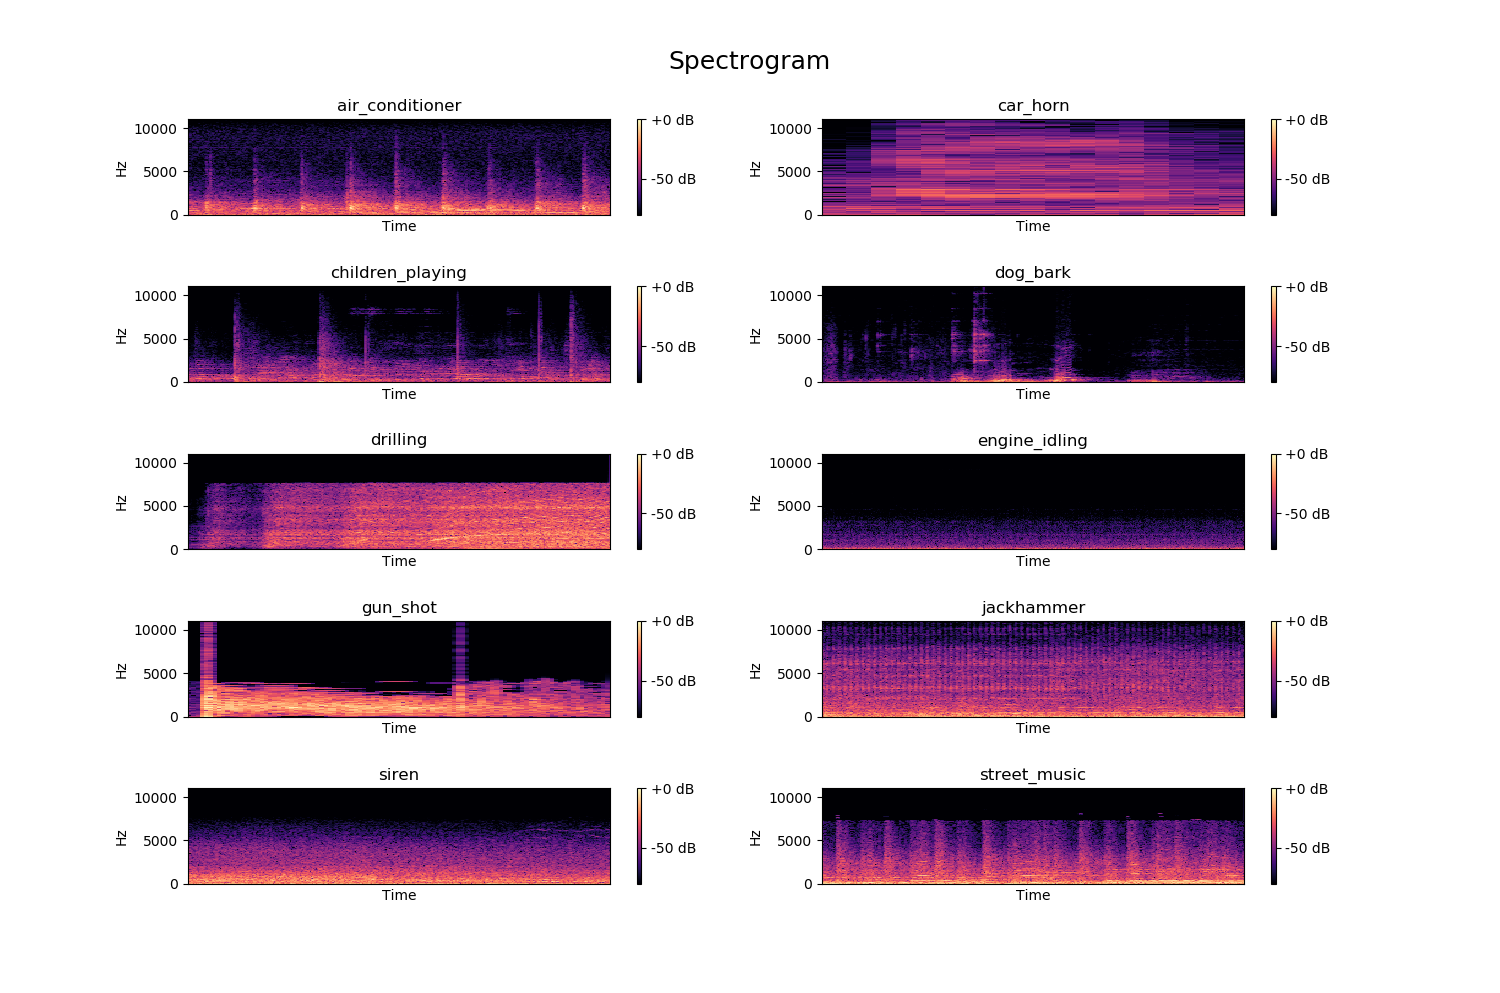 Spectrogram
air_conditioner
10000
5000
0
Hz
Time
+0 dB
-50 dB
car_horn
10000
5000
0
Hz
Time
+0 dB
-50 dB
children_playing
10000
5000
0
Hz
Time
+0 dB
-50 dB
dog_bark
10000
5000
0
Hz
Time
+0 dB
-50 dB
drilling
10000
5000
0
Hz
Time
+0 dB
-50 dB
engine_idling
10000
5000
0
Hz
Time
+0 dB
-50 dB
gun_shot
10000
5000
0
Hz
Time
+0 dB
-50 dB
jackhammer
10000
5000
0
Hz
Time
+0 dB
-50 dB
siren
10000
5000
0
Hz
Time
+0 dB
-50 dB
street_music
10000
5000
0
Hz
Time
+0 dB
-50 dB